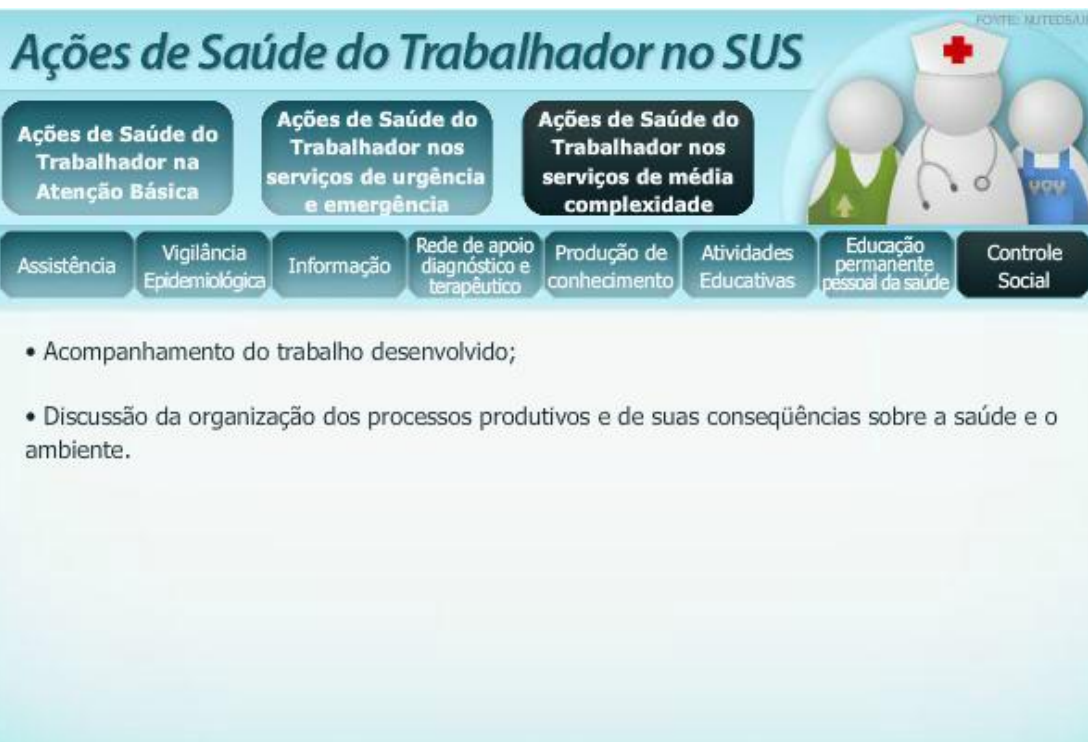 FONTE: NUTEDS/U
Ações de Saúde do Trabalhador no SUS
Ações de Saúde do
Trabalhador na
Atenção Básica
Ações de Saúde do
Trabalhador nos
serviços de urgência
e emergência
Ações de Saúde do
Trabalhador nos
serviços de média
complexidade
Assistência
Vigilância
Epidemiológica
Informação
Rede de apoio
diagnóstico e
terapêutico
Produção de
conhecimento
Atividades
Educativas
Educação
permanente
pessoal da saúde
Controle
Social
• Acompanhamento do trabalho desenvolvido;
• Discussão da organização dos processos produtivos e de suas conseqüências sobre a saúde e o
ambiente.